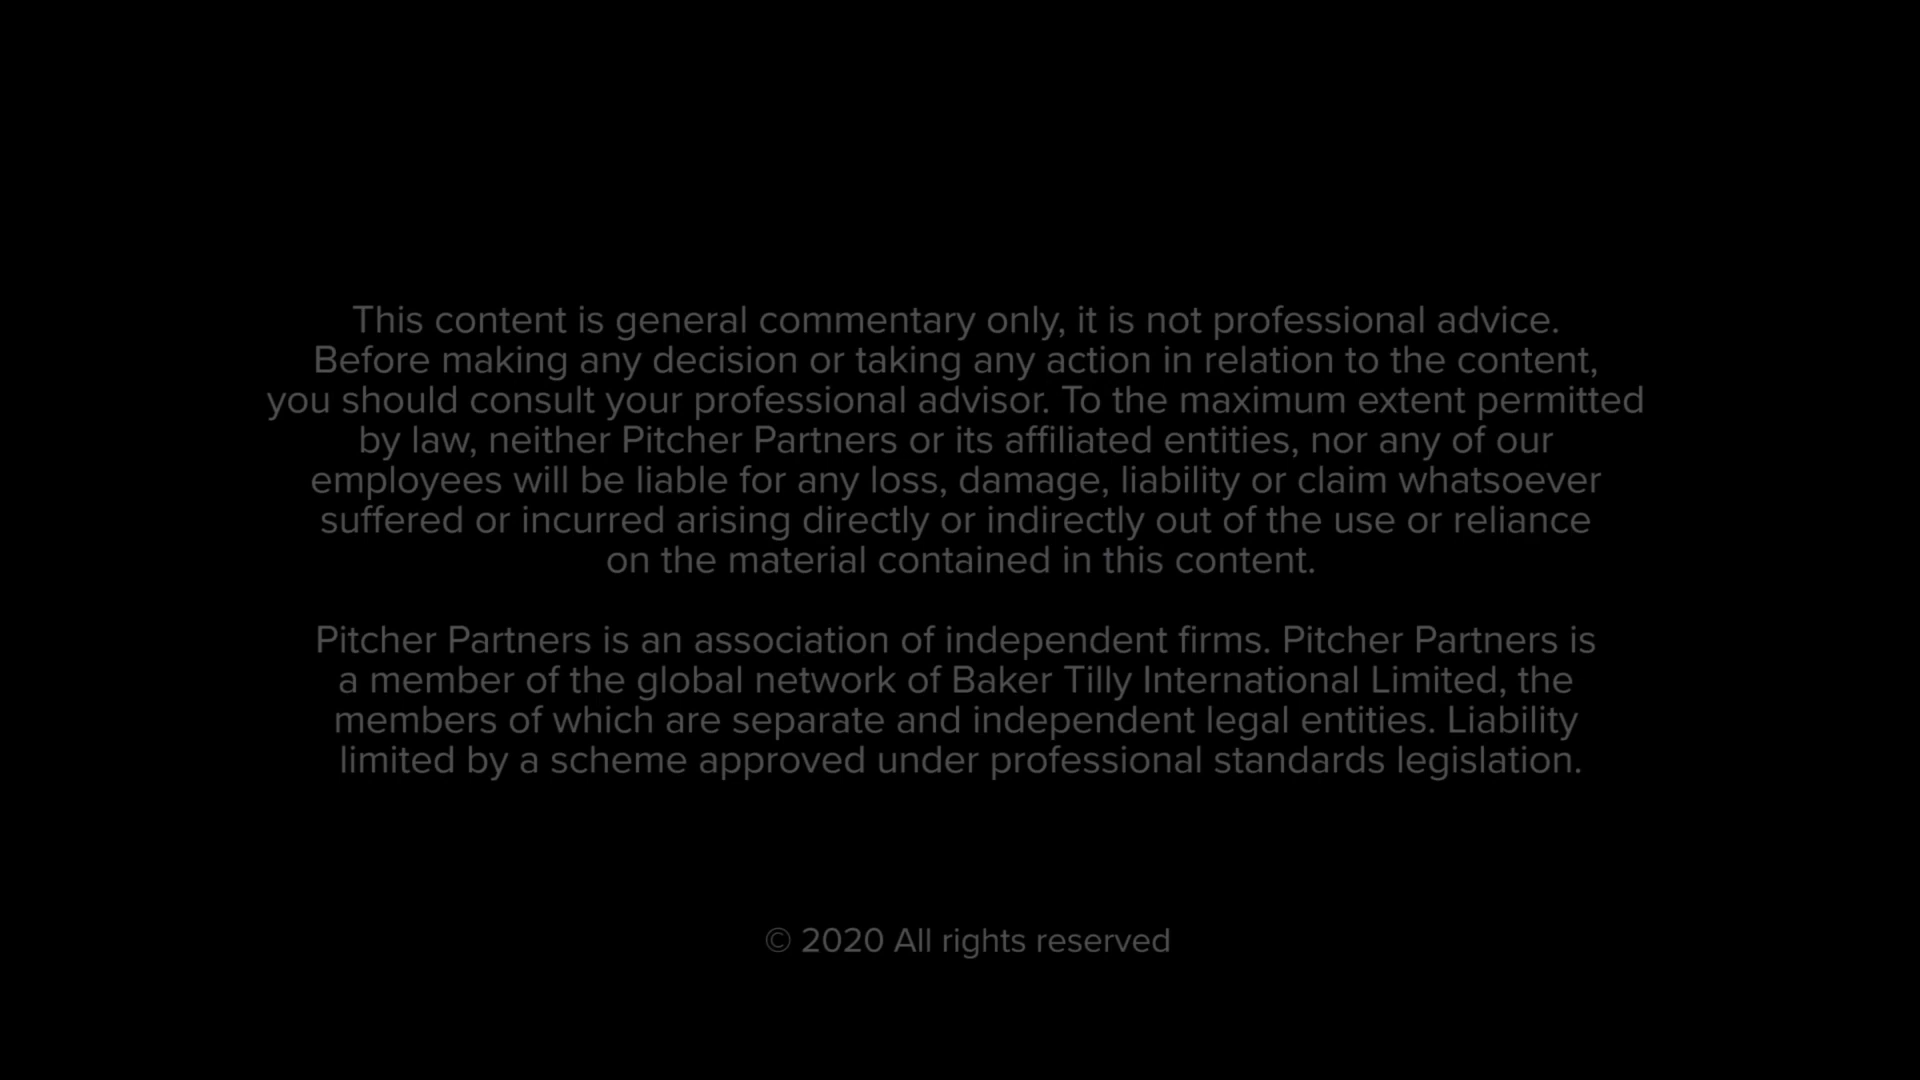 This content is general commentary only, it is not professional advice.
Before making any decision or taking any action in relation to the content,
you should consult your professional advisor. To the maximum extent permitted
by law, neither Pitcher Partners or its affiliated entities, nor any of our
employees will be liable for any loss, damage, liability or claim whatsoever
suffered or incurred arising directly or indirectly out of the use or reliance
on the material contained in this content.
Pitcher Partners is an association of independent firms. Pitcher Partners is
a member of the global network of Baker Tilly International Limited, the
members of which are separate and independent legal entities. Liability
limited by a scheme approved under professional standards legislation.
© 2020 All rights reserved